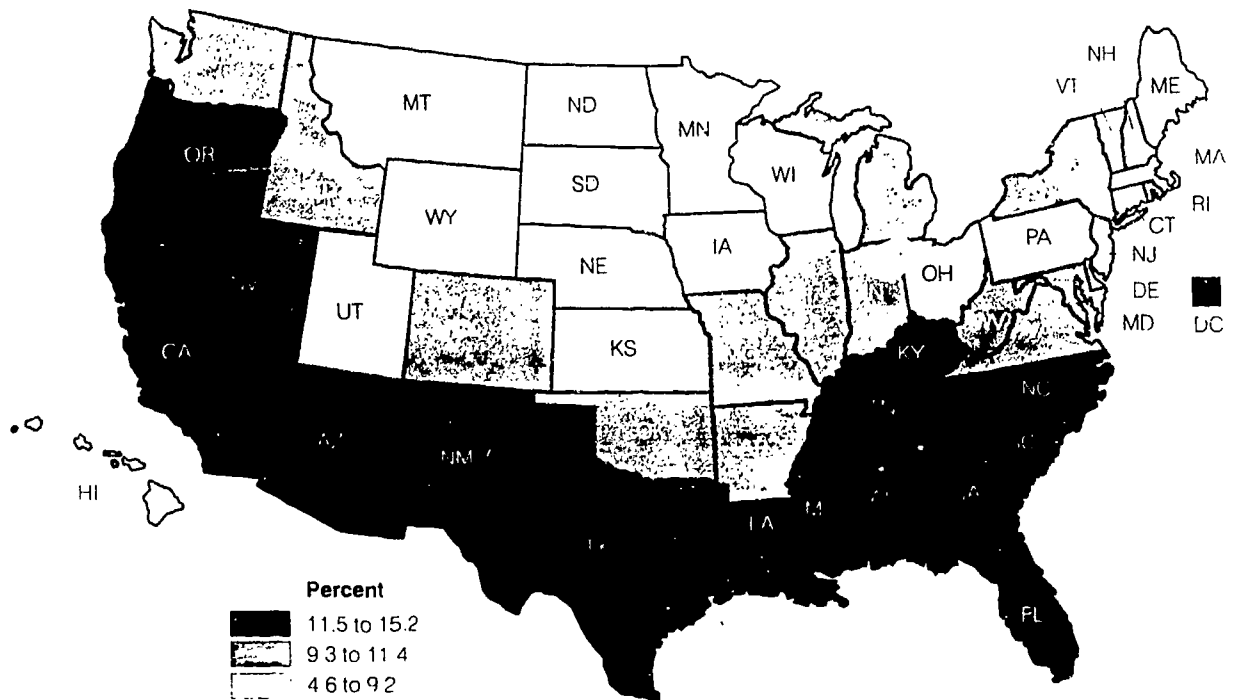 NH
VT
ME
MT
ND
MN
OR
WI
MA
SD
WY
RI
CT
IA
PA
NE
NJ
OH
DE
UT
MD
DC
KS
CA
KY
NC
NM
HI
LA
FL
Percent
11.5 to 15.2
9 3 to 11 4
4 6 to 9 2